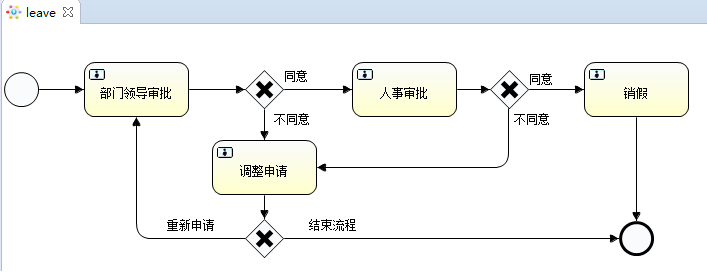 leave
同意
同意
部门领导审批
人事审批
销假
不同意
不同意
调整申请
重新申请
结束流程